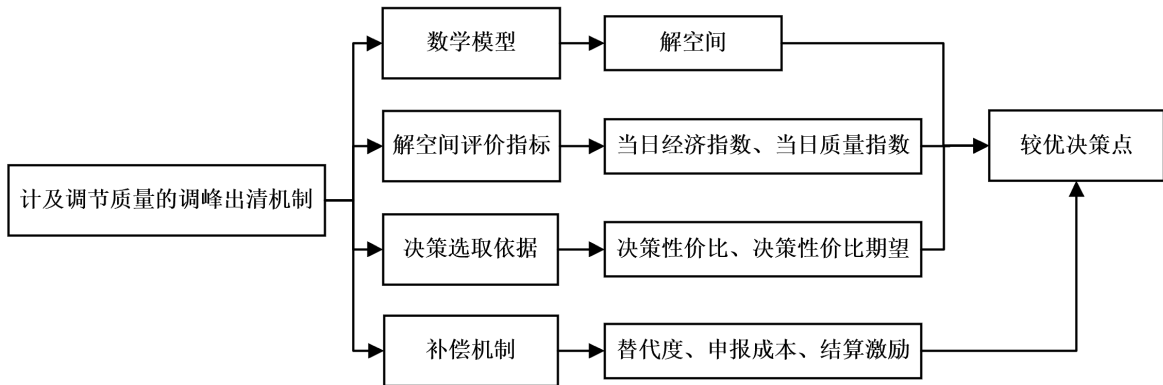 数学模型
解空间
解空间评价指标
当日经济指数、当日质量指数
较优决策点
计及调节质量的调峰出清机制
决策选取依据
决策性价比、决策性价比期望
补偿机制
替代度、申报成本、结算激励